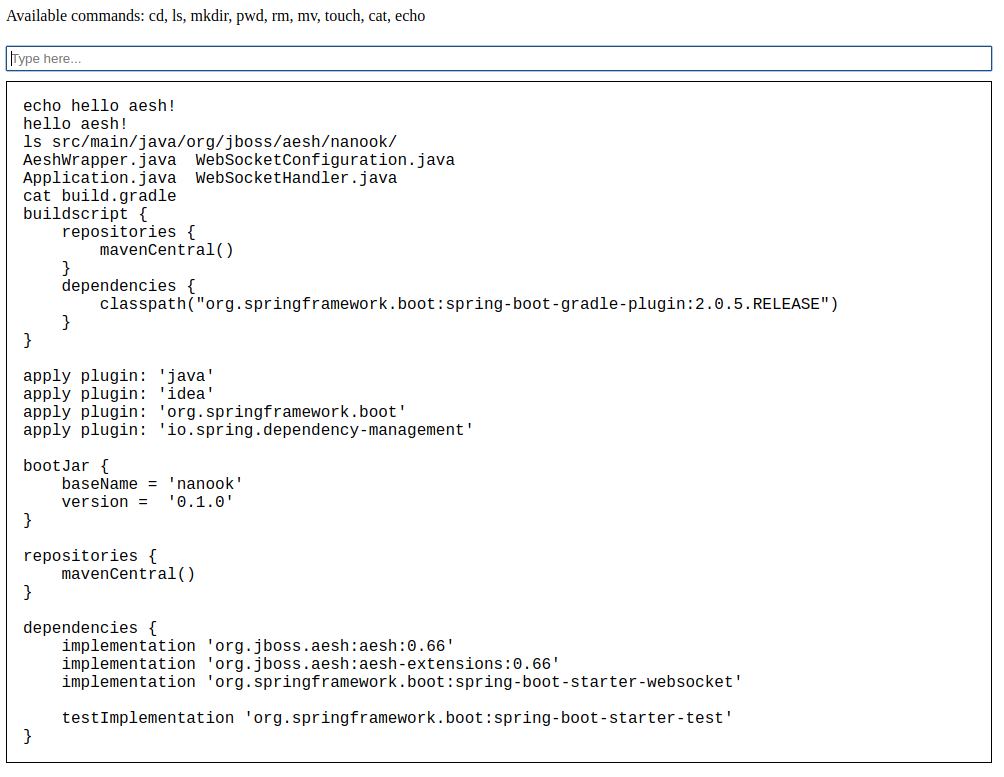 Available commands: cd, ls, mkdir, pwd, rm, mv, touch, cat, echo
Type here...
echo hello aesh!
hello aesh!
ls src/main/java/org/jboss/aesh/nanook/
AeshWrapper.java  WebSocketConfiguration.java
Application.java  WebSocketHandler.java
cat build.gradle
buildscript {
    repositories {
        mavenCentral()
    }
    dependencies {
        classpath("org.springframework.boot:spring-boot-gradle-plugin:2.0.5.RELEASE")
    }
}

apply plugin: 'java'
apply plugin: 'idea'
apply plugin: 'org.springframework.boot'
apply plugin: 'io.spring.dependency-management'

bootJar {
    baseName = 'nanook'
    version =  '0.1.0'
}

repositories {
    mavenCentral()
}

dependencies {
    implementation 'org.jboss.aesh:aesh:0.66'
    implementation 'org.jboss.aesh:aesh-extensions:0.66'
    implementation 'org.springframework.boot:spring-boot-starter-websocket'

    testImplementation 'org.springframework.boot:spring-boot-starter-test'
}